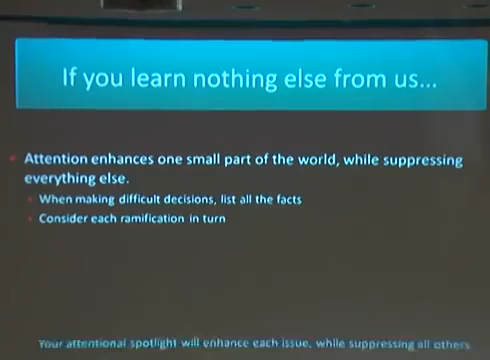 If you learn nothing else from us...
Attention enhances one small part of the world, while suppressing
everything else.
When making difficult decisions, list all the facts
Consider each ramification in turn
Your attentional spotlight will enhance each issue, while suppressing all others